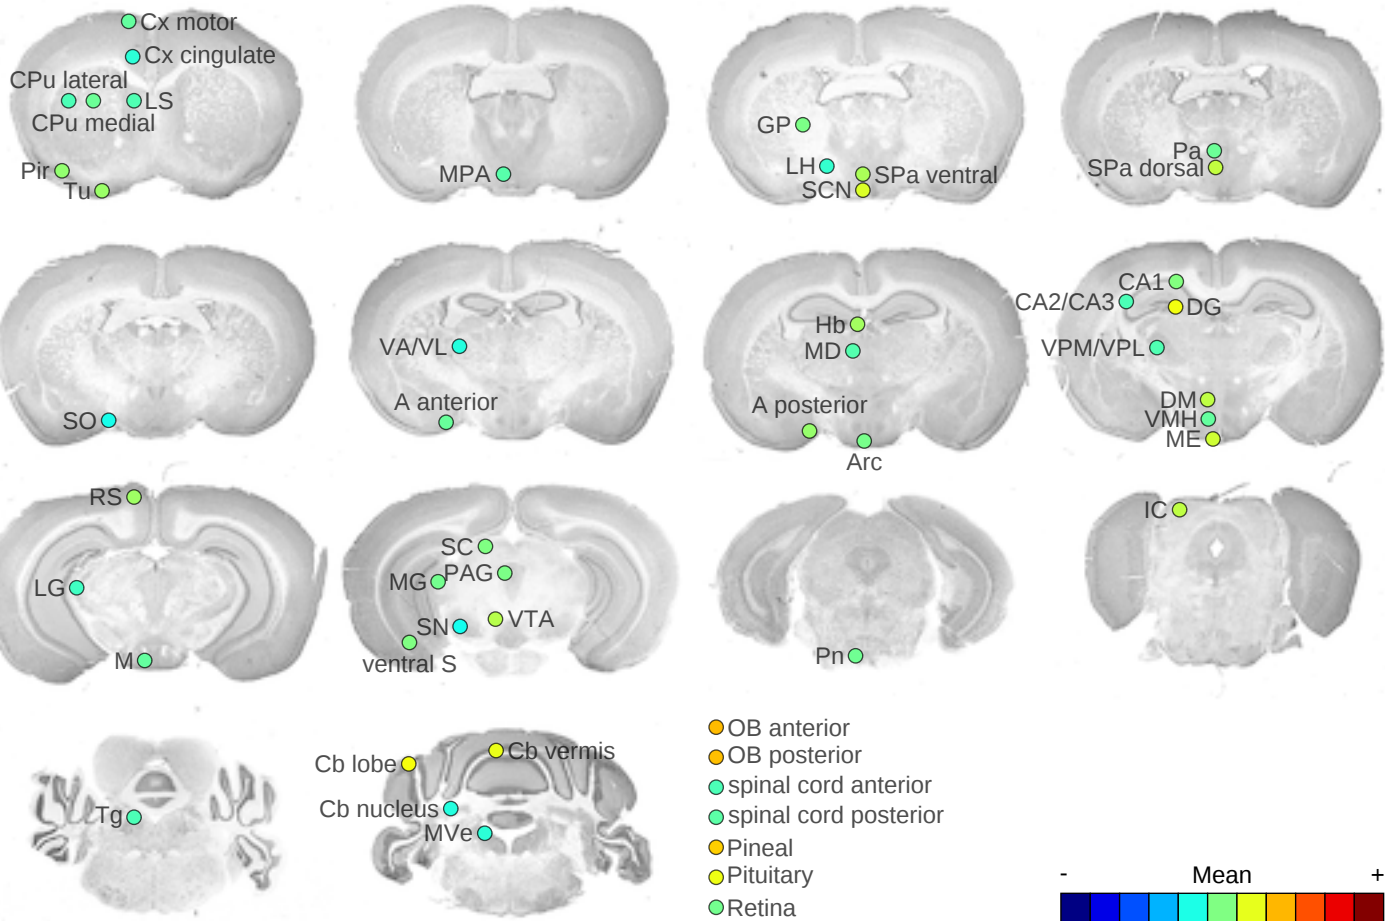 Cx motor
Cx cingulate
CPu lateral
LS
CPu medial
Pir
Tu
MPA
GP
LH
SPa ventral
SCN
Pa
SPa dorsal
SO
VA/VL
A anterior
Hb
MD
A posterior
Arc
CA1
CA2/CA3
DG
VPM/VPL
DM
VMH
ME
RS
LG
M
SC
PAG
MG
VTA
SN
ventral S
Pn
IC
Tg
Cb lobe
Cb vermis
Cb nucleus
MVe
OB anterior
OB posterior
spinal cord anterior
spinal cord posterior
Pineal
Pituitary
Retina
- Mean +